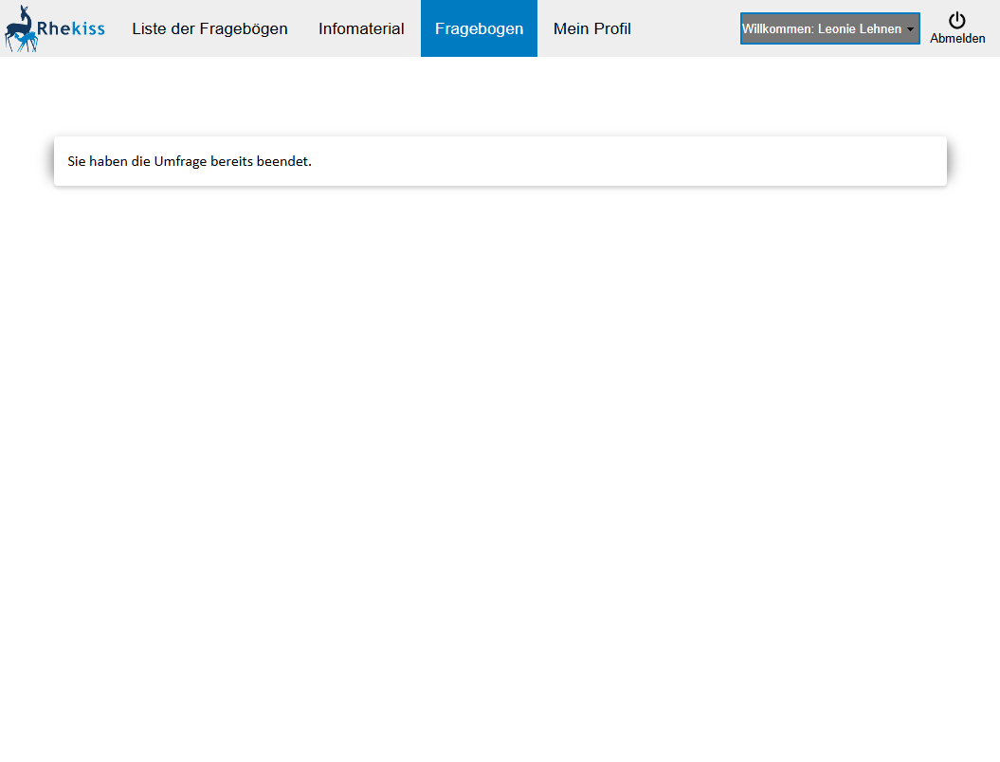 Rhekiss
Liste der Fragebögen
Infomaterial
Fragebogen
Mein Profil
Willkommen: Leonie Lehnen
Abmelden
Sie haben die Umfrage bereits beendet.